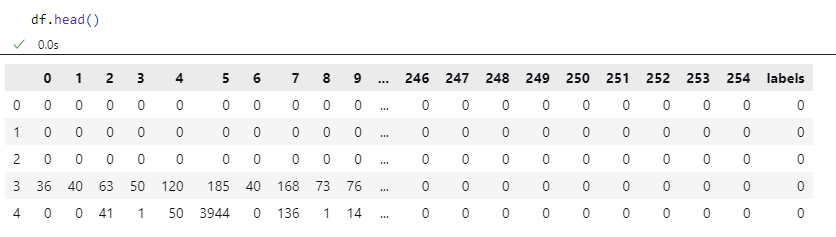 df.head()
0.0s
0 1 2 3 4 5 6 7 8 9 ... 246 247 248 249 250 251 252 253 254 labels
0 0 0 0 0 0 0 0 0 0 0 ... 0 0 0 0 0 0 0 0 0 0
1 0 0 0 0 0 0 0 0 0 0 ... 0 0 0 0 0 0 0 0 0 0
2 0 0 0 0 0 0 0 0 0 0 ... 0 0 0 0 0 0 0 0 0 0
3 36 40 63 50 120 185 40 168 73 76 ... 0 0 0 0 0 0 0 0 0 0
4 0 0 41 1 50 3944 0 136 1 14 ... 0 0 0 0 0 0 0 0 0 0